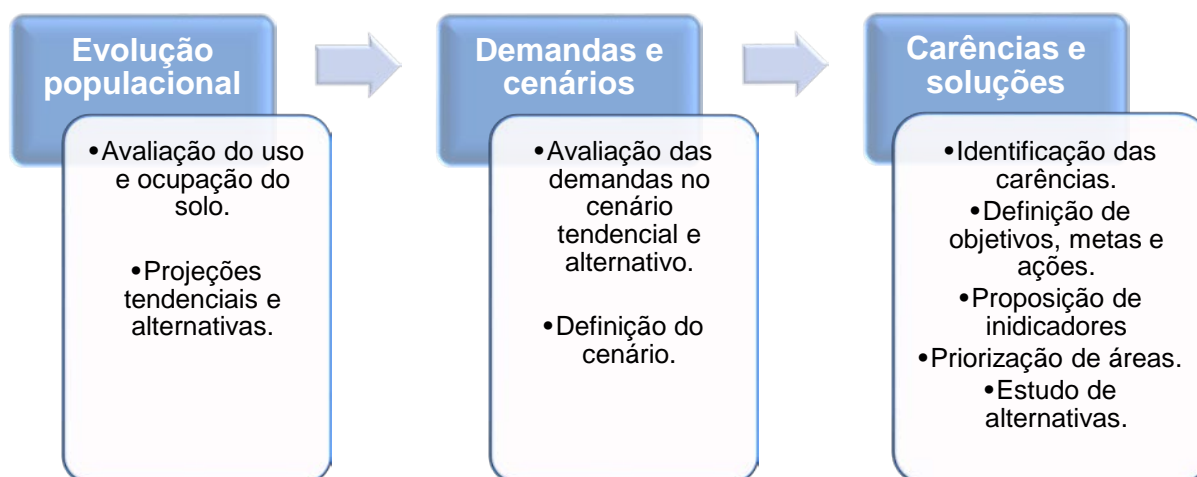 Evolução
populacional
•Avaliação do uso
e ocupação do
solo.
•Projeções
tendenciais e
alternativas.
Demandas e
cenários
•Avaliação das
demandas no
cenário
tendencial e
alternativo.
•Definição do
cenário.
Carências e
soluções
•Identificação das
carências.
•Definição de
objetivos, metas e
ações.
•Proposição de
inidicadores
•Priorização de áreas.
•Estudo de
alternativas.